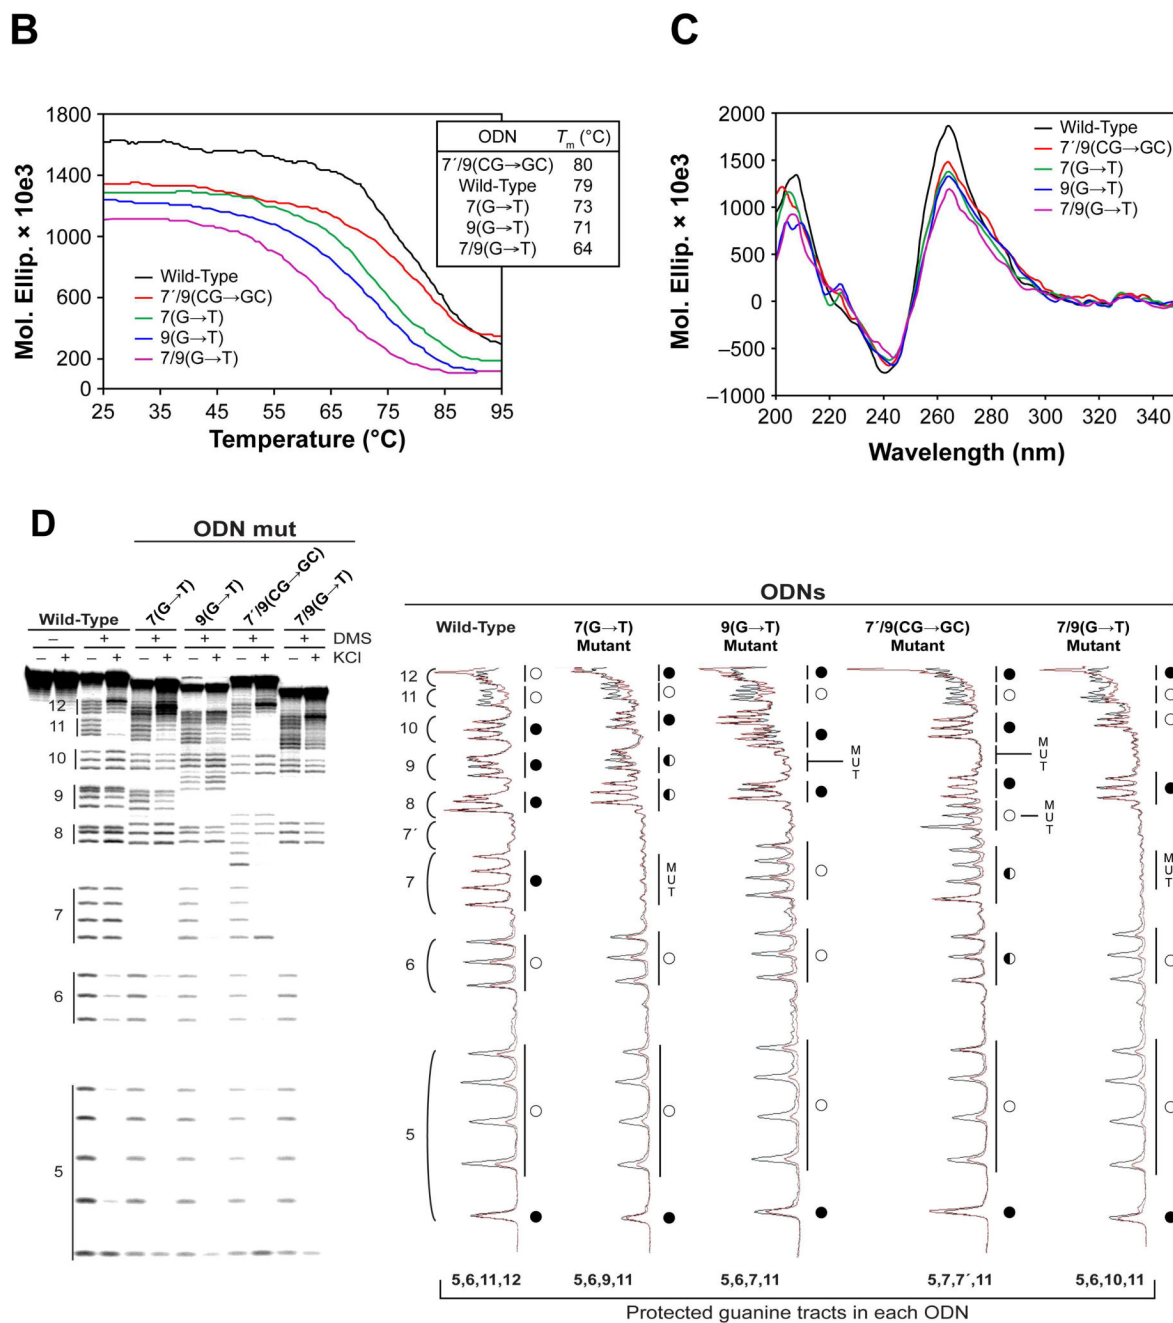 B
C
Mol. Ellip. × 10e3
1800
1400
1000
600
200
0
25 35 45 55 65 75 85 95
Temperature (°C)
Wild-Type
7´/9(CG→GC)
7(G→T)
9(G→T)
7/9(G→T)
ODN Tm (°C)
7´/9(CG→GC) 80
Wild-Type 79
7(G→T) 73
9(G→T) 71
7/9(G→T) 64
Mol. Ellip. × 10e3
2000
1500
1000
500
0
–500
–1000
200 220 240 260 280 300 320 340
Wavelength (nm)
Wild-Type
7´/9(CG→GC)
7(G→T)
9(G→T)
7/9(G→T)
D
ODN mut
Wild-Type 7(G→T) 9(G→T) 7´/9(CG→GC) 7/9(G→T)
– + + + + + DMS
– + – + – + – + – + – + KCl
12
11
10
9
8
7
6
5
ODNs
Wild-Type 7(G→T) Mutant 9(G→T) Mutant 7´/9(CG→GC) Mutant 7/9(G→T) Mutant
12
11
10
9
8
7´
7
6
5
MUT
MUT
MUT
MUT
MUT
5,6,11,12 5,6,9,11 5,6,7,11 5,7,7´,11 5,6,10,11
Protected guanine tracts in each ODN